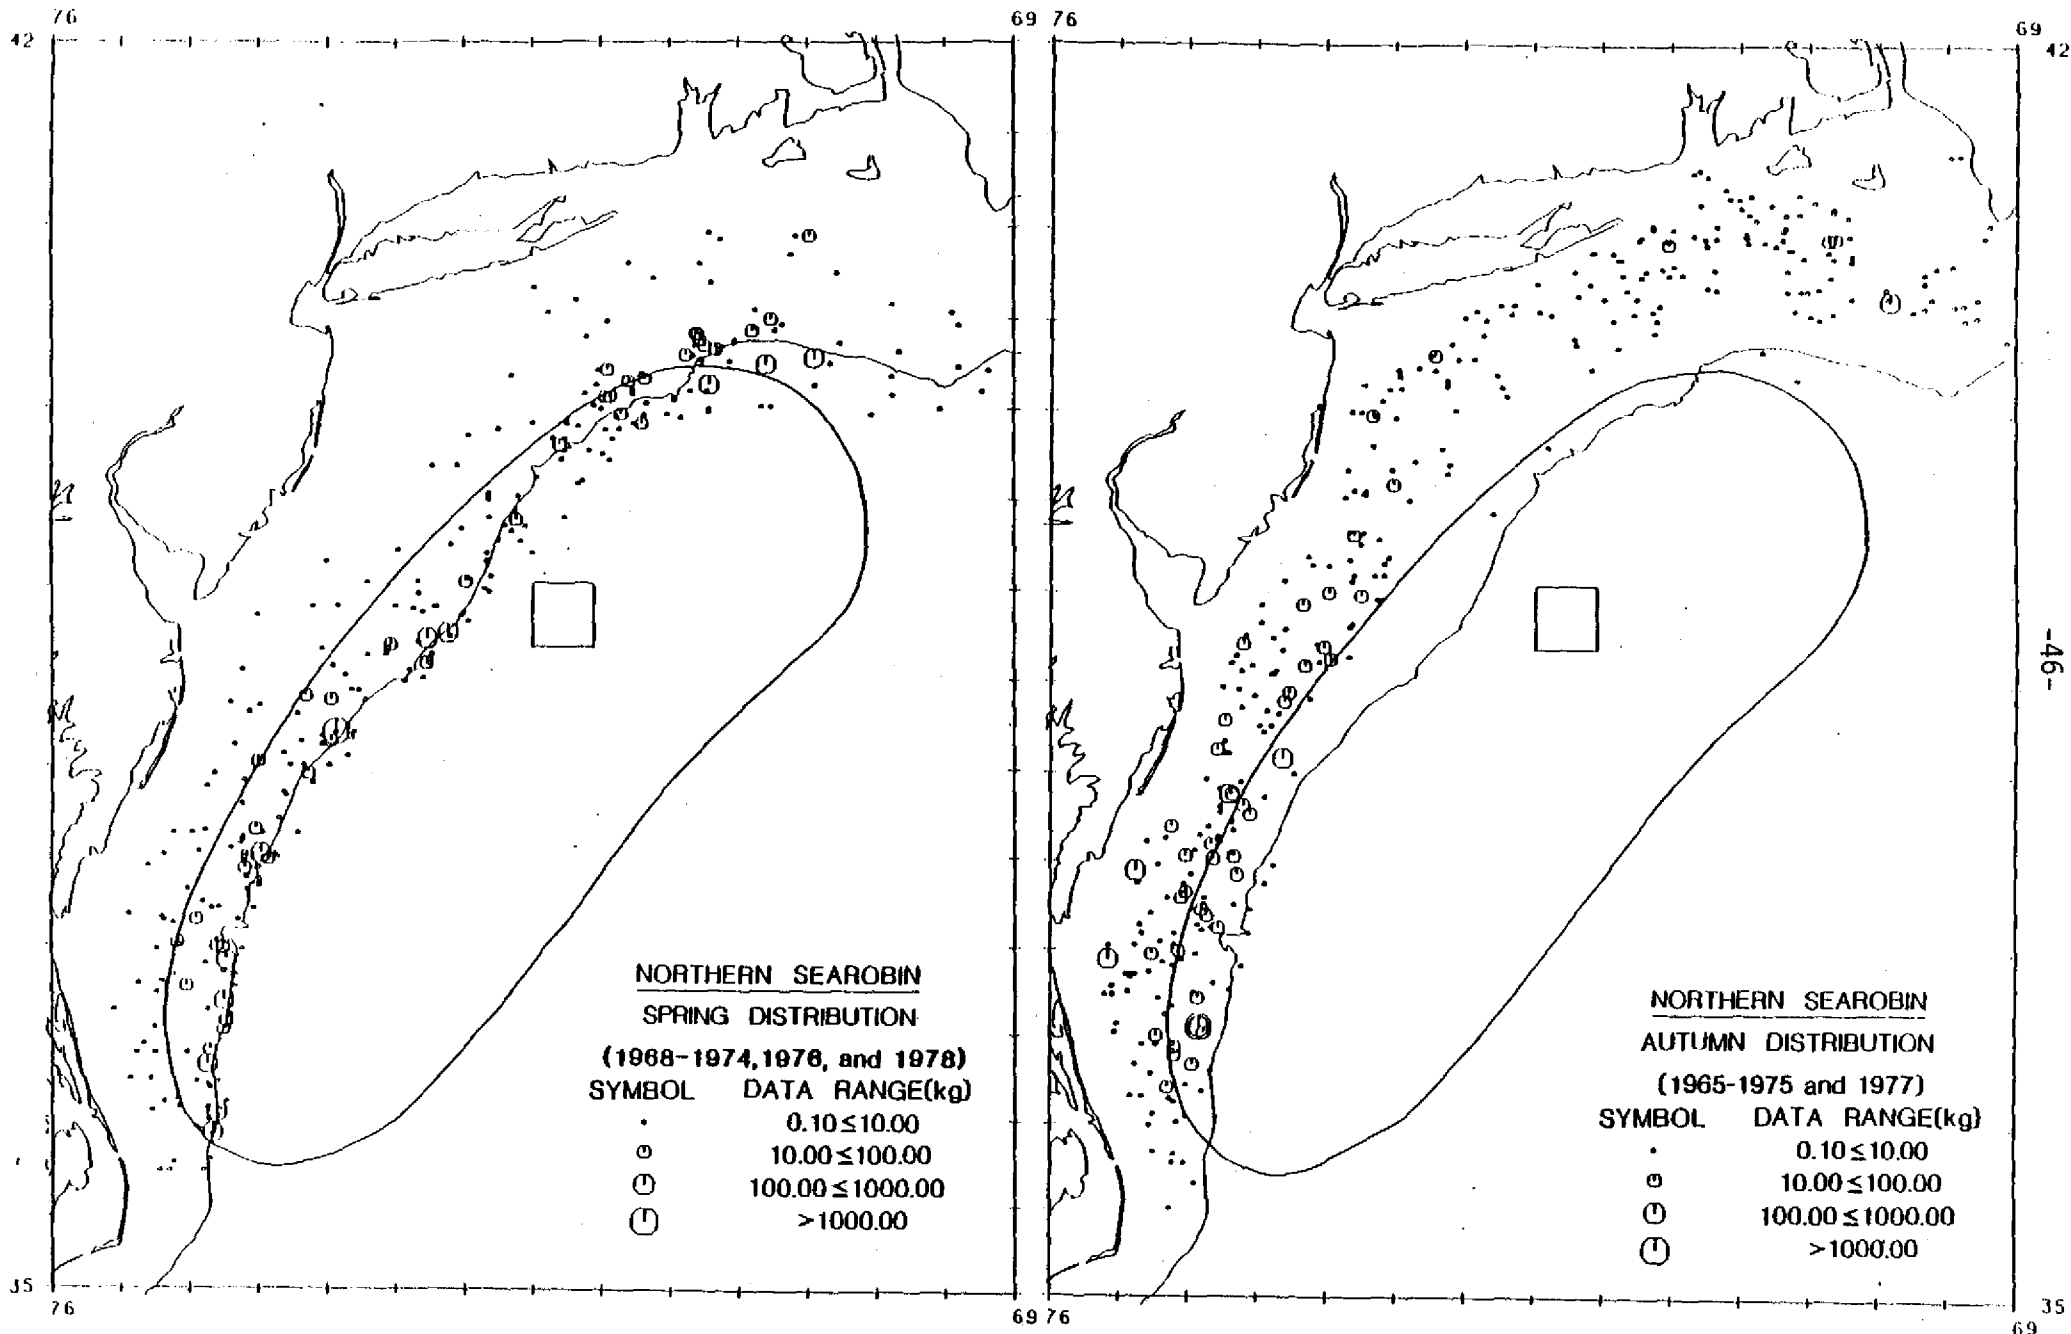 76
69 76
69
42
42
NORTHERN SEAROBIN
SPRING DISTRIBUTION
(1968-1974,1976, and 1978)
SYMBOL DATA RANGE(kg)
0.10≤10.00
10.00≤100.00
100.00≤1000.00
>1000.00
NORTHERN SEAROBIN
AUTUMN DISTRIBUTION
(1965-1975 and 1977)
SYMBOL DATA RANGE(kg)
0.10≤10.00
10.00≤100.00
100.00≤1000.00
>1000.00
-46-
35
35
76
69 76
69